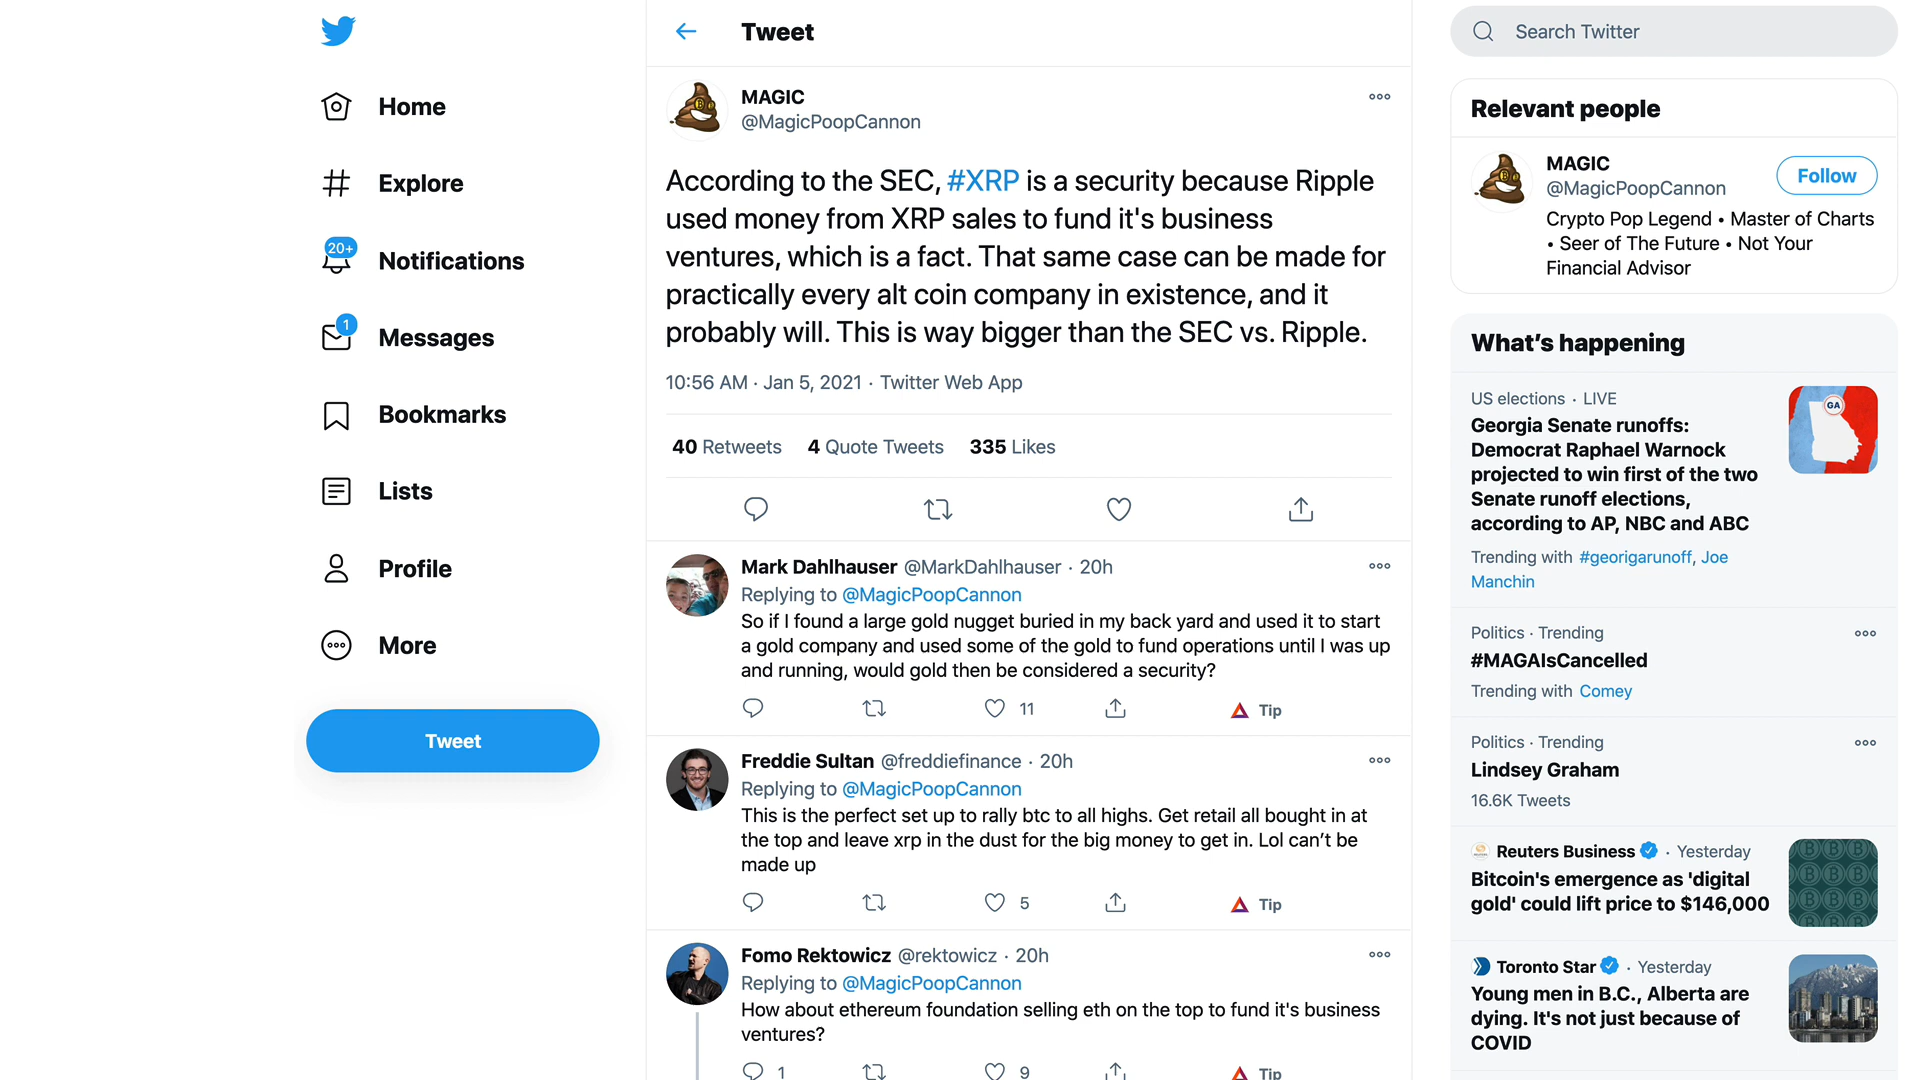 Home
Explore
20+
Notifications
1
Messages
Bookmarks
Lists
Profile
More
Tweet
Tweet
MAGIC
@MagicPoopCannon
According to the SEC, #XRP is a security because Ripple
used money from XRP sales to fund it's business
ventures, which is a fact. That same case can be made for
practically every alt coin company in existence, and it
probably will. This is way bigger than the SEC vs. Ripple.
10:56 AM · Jan 5, 2021 · Twitter Web App
40 Retweets 4 Quote Tweets 335 Likes
Mark Dahlhauser @MarkDahlhauser · 20h
Replying to @MagicPoopCannon
So if I found a large gold nugget buried in my back yard and used it to start
a gold company and used some of the gold to fund operations until I was up
and running, would gold then be considered a security?
11 Tip
Freddie Sultan @freddiefinance · 20h
Replying to @MagicPoopCannon
This is the perfect set up to rally btc to all highs. Get retail all bought in at
the top and leave xrp in the dust for the big money to get in. Lol can’t be
made up
5 Tip
Fomo Rektowicz @rektowicz · 20h
Replying to @MagicPoopCannon
How about ethereum foundation selling eth on the top to fund it's business
ventures?
1 9 Tip
Search Twitter
Relevant people
MAGIC
@MagicPoopCannon
Follow
Crypto Pop Legend • Master of Charts
• Seer of The Future • Not Your
Financial Advisor
What’s happening
US elections · LIVE
Georgia Senate runoffs:
Democrat Raphael Warnock
projected to win first of the two
Senate runoff elections,
according to AP, NBC and ABC
GA
Trending with #georigarunoff, Joe
Manchin
Politics · Trending
#MAGAIsCancelled
Trending with Comey
Politics · Trending
Lindsey Graham
16.6K Tweets
Reuters Business · Yesterday
Bitcoin's emergence as 'digital
gold' could lift price to $146,000
Toronto Star · Yesterday
Young men in B.C., Alberta are
dying. It's not just because of
COVID